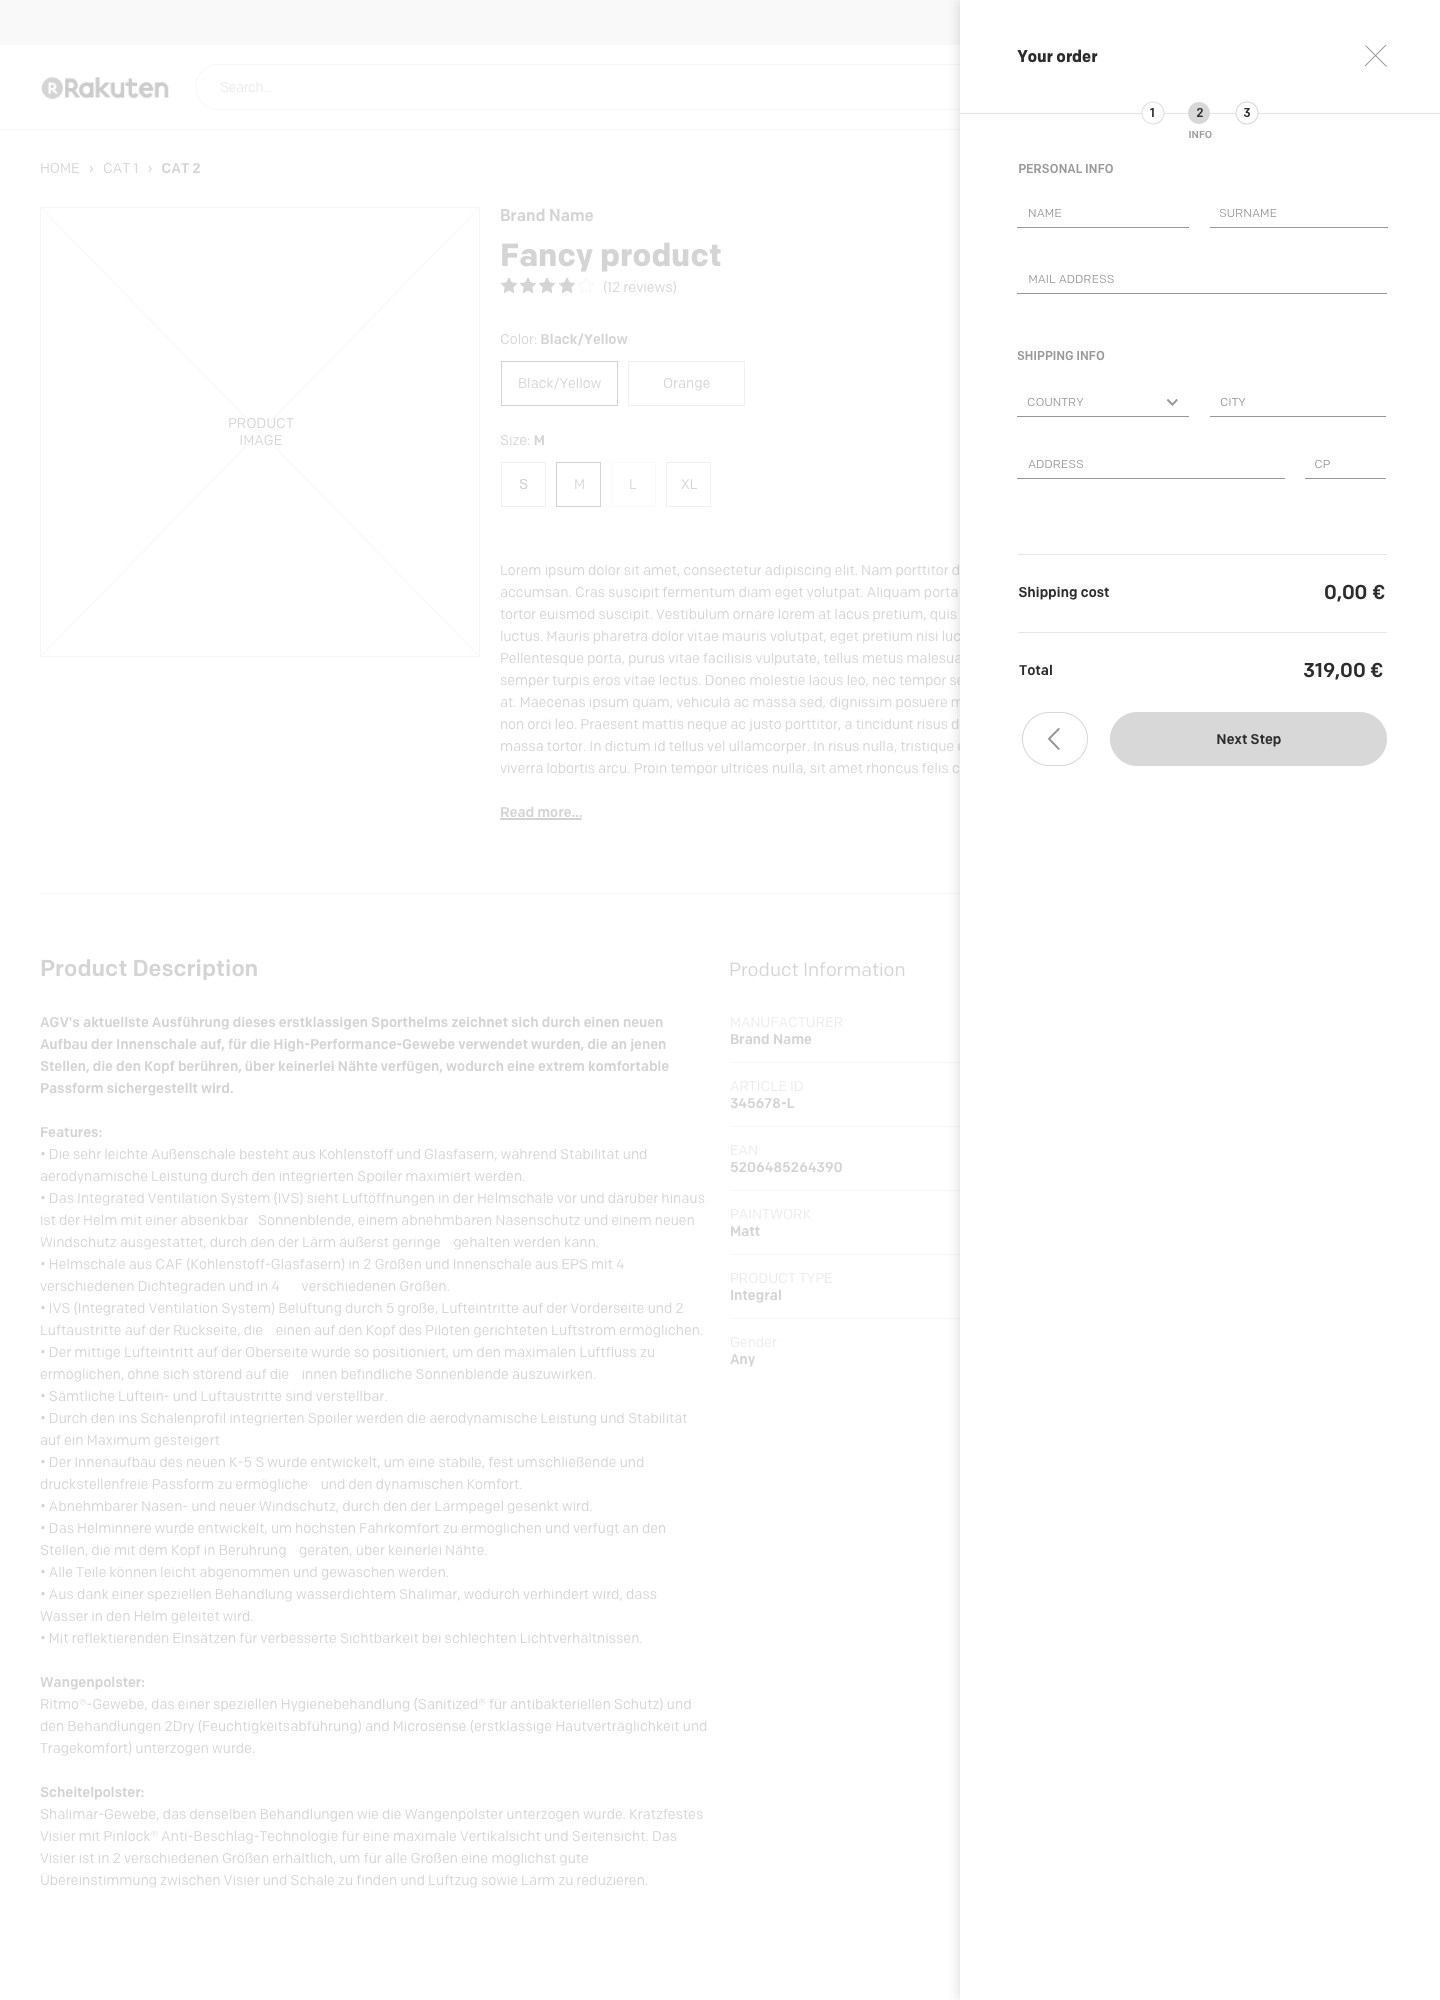 Rakuten
Search...
HOME › CAT 1 › CAT 2
PRODUCT
IMAGE
Brand Name
Fancy product
(12 reviews)
Color: Black/Yellow
Black/Yellow
Orange
Size: M
S
M
L
XL
Lorem ipsum dolor sit amet, consectetur adipiscing elit. Nam porttitor
accumsan. Cras suscipit fermentum diam eget volutpat. Aliquam porta
tortor euismod suscipit. Vestibulum ornare lorem at lacus pretium, quis
luctus. Mauris pharetra dolor vitae mauris volutpat, eget pretium nisi luc
Pellentesque porta, purus vitae facilisis vulputate, tellus metus malesua
semper turpis eros vitae lectus. Donec molestie lacus leo, nec tempor se
at. Maecenas ipsum quam, vehicula ac massa sed, dignissim posuere m
non orci leo. Praesent mattis neque ac justo porttitor, a tincidunt risus d
massa tortor. In dictum id tellus vel ullamcorper. In risus nulla, tristique
viverra lobortis arcu. Proin tempor ultrices nulla, sit amet rhoncus felis c
Read more...
Product Description
AGV's aktuellste Ausführung dieses erstklassigen Sporthelms zeichnet sich durch einen neuen
Aufbau der Innenschale auf, für die High-Performance-Gewebe verwendet wurden, die an jenen
Stellen, die den Kopf berühren, über keinerlei Nähte verfügen, wodurch eine extrem komfortable
Passform sichergestellt wird.
Features:
• Die sehr leichte Außenschale besteht aus Kohlenstoff und Glasfasern, während Stabilität und
aerodynamische Leistung durch den integrierten Spoiler maximiert werden.
• Das Integrated Ventilation System (IVS) sieht Luftöffnungen in der Helmschale vor und darüber hinaus
ist der Helm mit einer absenkbar Sonnenblende, einem abnehmbaren Nasenschutz und einem neuen
Windschutz ausgestattet, durch den der Lärm äußerst geringe gehalten werden kann.
• Helmschale aus CAF (Kohlenstoff-Glasfasern) in 2 Größen und Innenschale aus EPS mit 4
verschiedenen Dichtegraden und in 4 verschiedenen Größen.
• IVS (Integrated Ventilation System) Belüftung durch 5 große, Lufteintritte auf der Vorderseite und 2
Luftaustritte auf der Rückseite, die einen auf den Kopf des Piloten gerichteten Luftstrom ermöglichen.
• Der mittige Lufteintritt auf der Oberseite wurde so positioniert, um den maximalen Luftfluss zu
ermöglichen, ohne sich störend auf die innen befindliche Sonnenblende auszuwirken.
• Sämtliche Luftein- und Luftaustritte sind verstellbar.
• Durch den ins Schalenprofil integrierten Spoiler werden die aerodynamische Leistung und Stabilität
auf ein Maximum gesteigert
• Der Innenaufbau des neuen K-5 S wurde entwickelt, um eine stabile, fest umschließende und
druckstellenfreie Passform zu ermögliche und den dynamischen Komfort.
• Abnehmbarer Nasen- und neuer Windschutz, durch den der Lärmpegel gesenkt wird.
• Das Helminnere wurde entwickelt, um höchsten Fahrkomfort zu ermöglichen und verfügt an den
Stellen, die mit dem Kopf in Berührung geraten, über keinerlei Nähte.
• Alle Teile können leicht abgenommen und gewaschen werden.
• Aus dank einer speziellen Behandlung wasserdichtem Shalimar, wodurch verhindert wird, dass
Wasser in den Helm geleitet wird.
• Mit reflektierenden Einsätzen für verbesserte Sichtbarkeit bei schlechten Lichtverhältnissen.
Wangenpolster:
Ritmo®-Gewebe, das einer speziellen Hygienebehandlung (Sanitized® für antibakteriellen Schutz) und
den Behandlungen 2Dry (Feuchtigkeitsabführung) and Microsense (erstklassige Hautverträglichkeit und
Tragekomfort) unterzogen wurde.
Scheitelpolster:
Shalimar-Gewebe, das denselben Behandlungen wie die Wangenpolster unterzogen wurde. Kratzfestes
Visier mit Pinlock® Anti-Beschlag-Technologie für eine maximale Vertikalsicht und Seitensicht. Das
Visier ist in 2 verschiedenen Größen erhältlich, um für alle Größen eine möglichst gute
Übereinstimmung zwischen Visier und Schale zu finden und Luftzug sowie Lärm zu reduzieren.
Product Information
MANUFACTURER
Brand Name
ARTICLE ID
345678-L
EAN
5206485264390
PAINTWORK
Matt
PRODUCT TYPE
Integral
Gender
Any
Your order
1
2
3
INFO
PERSONAL INFO
NAME
SURNAME
MAIL ADDRESS
SHIPPING INFO
COUNTRY
CITY
ADDRESS
CP
Shipping cost
0,00 €
Total
319,00 €
Next Step